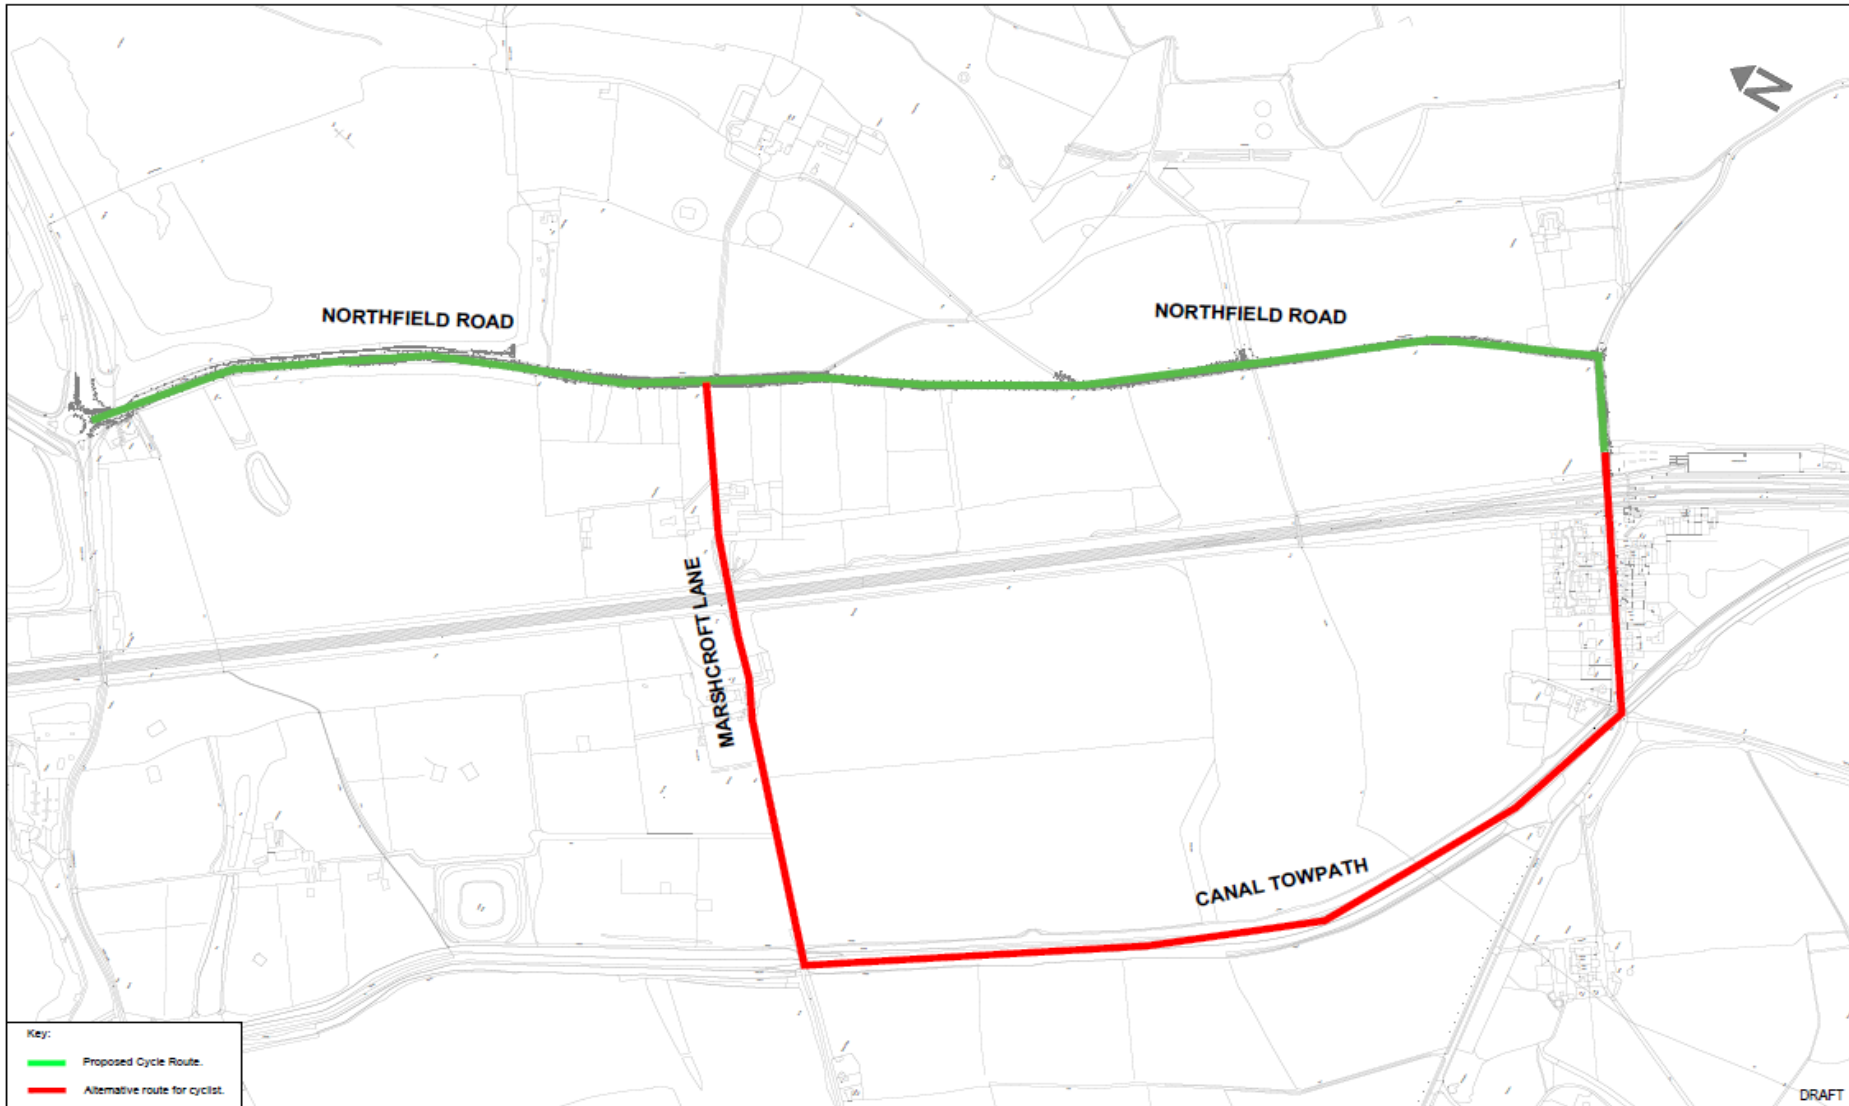 N
NORTHFIELD ROAD
NORTHFIELD ROAD
MARSHCROFT LANE
CANAL TOWPATH
Key:
Proposed Cycle Route.
Alternative route for cyclist.
DRAFT